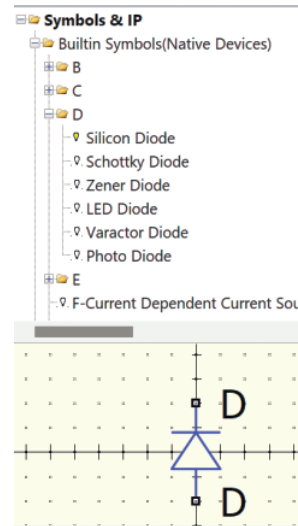 Symbols & IP
Builtin Symbols(Native Devices)
B
C
D
Silicon Diode
Schottky Diode
Zener Diode
LED Diode
Varactor Diode
Photo Diode
E
F-Current Dependent Current Sou
D
D